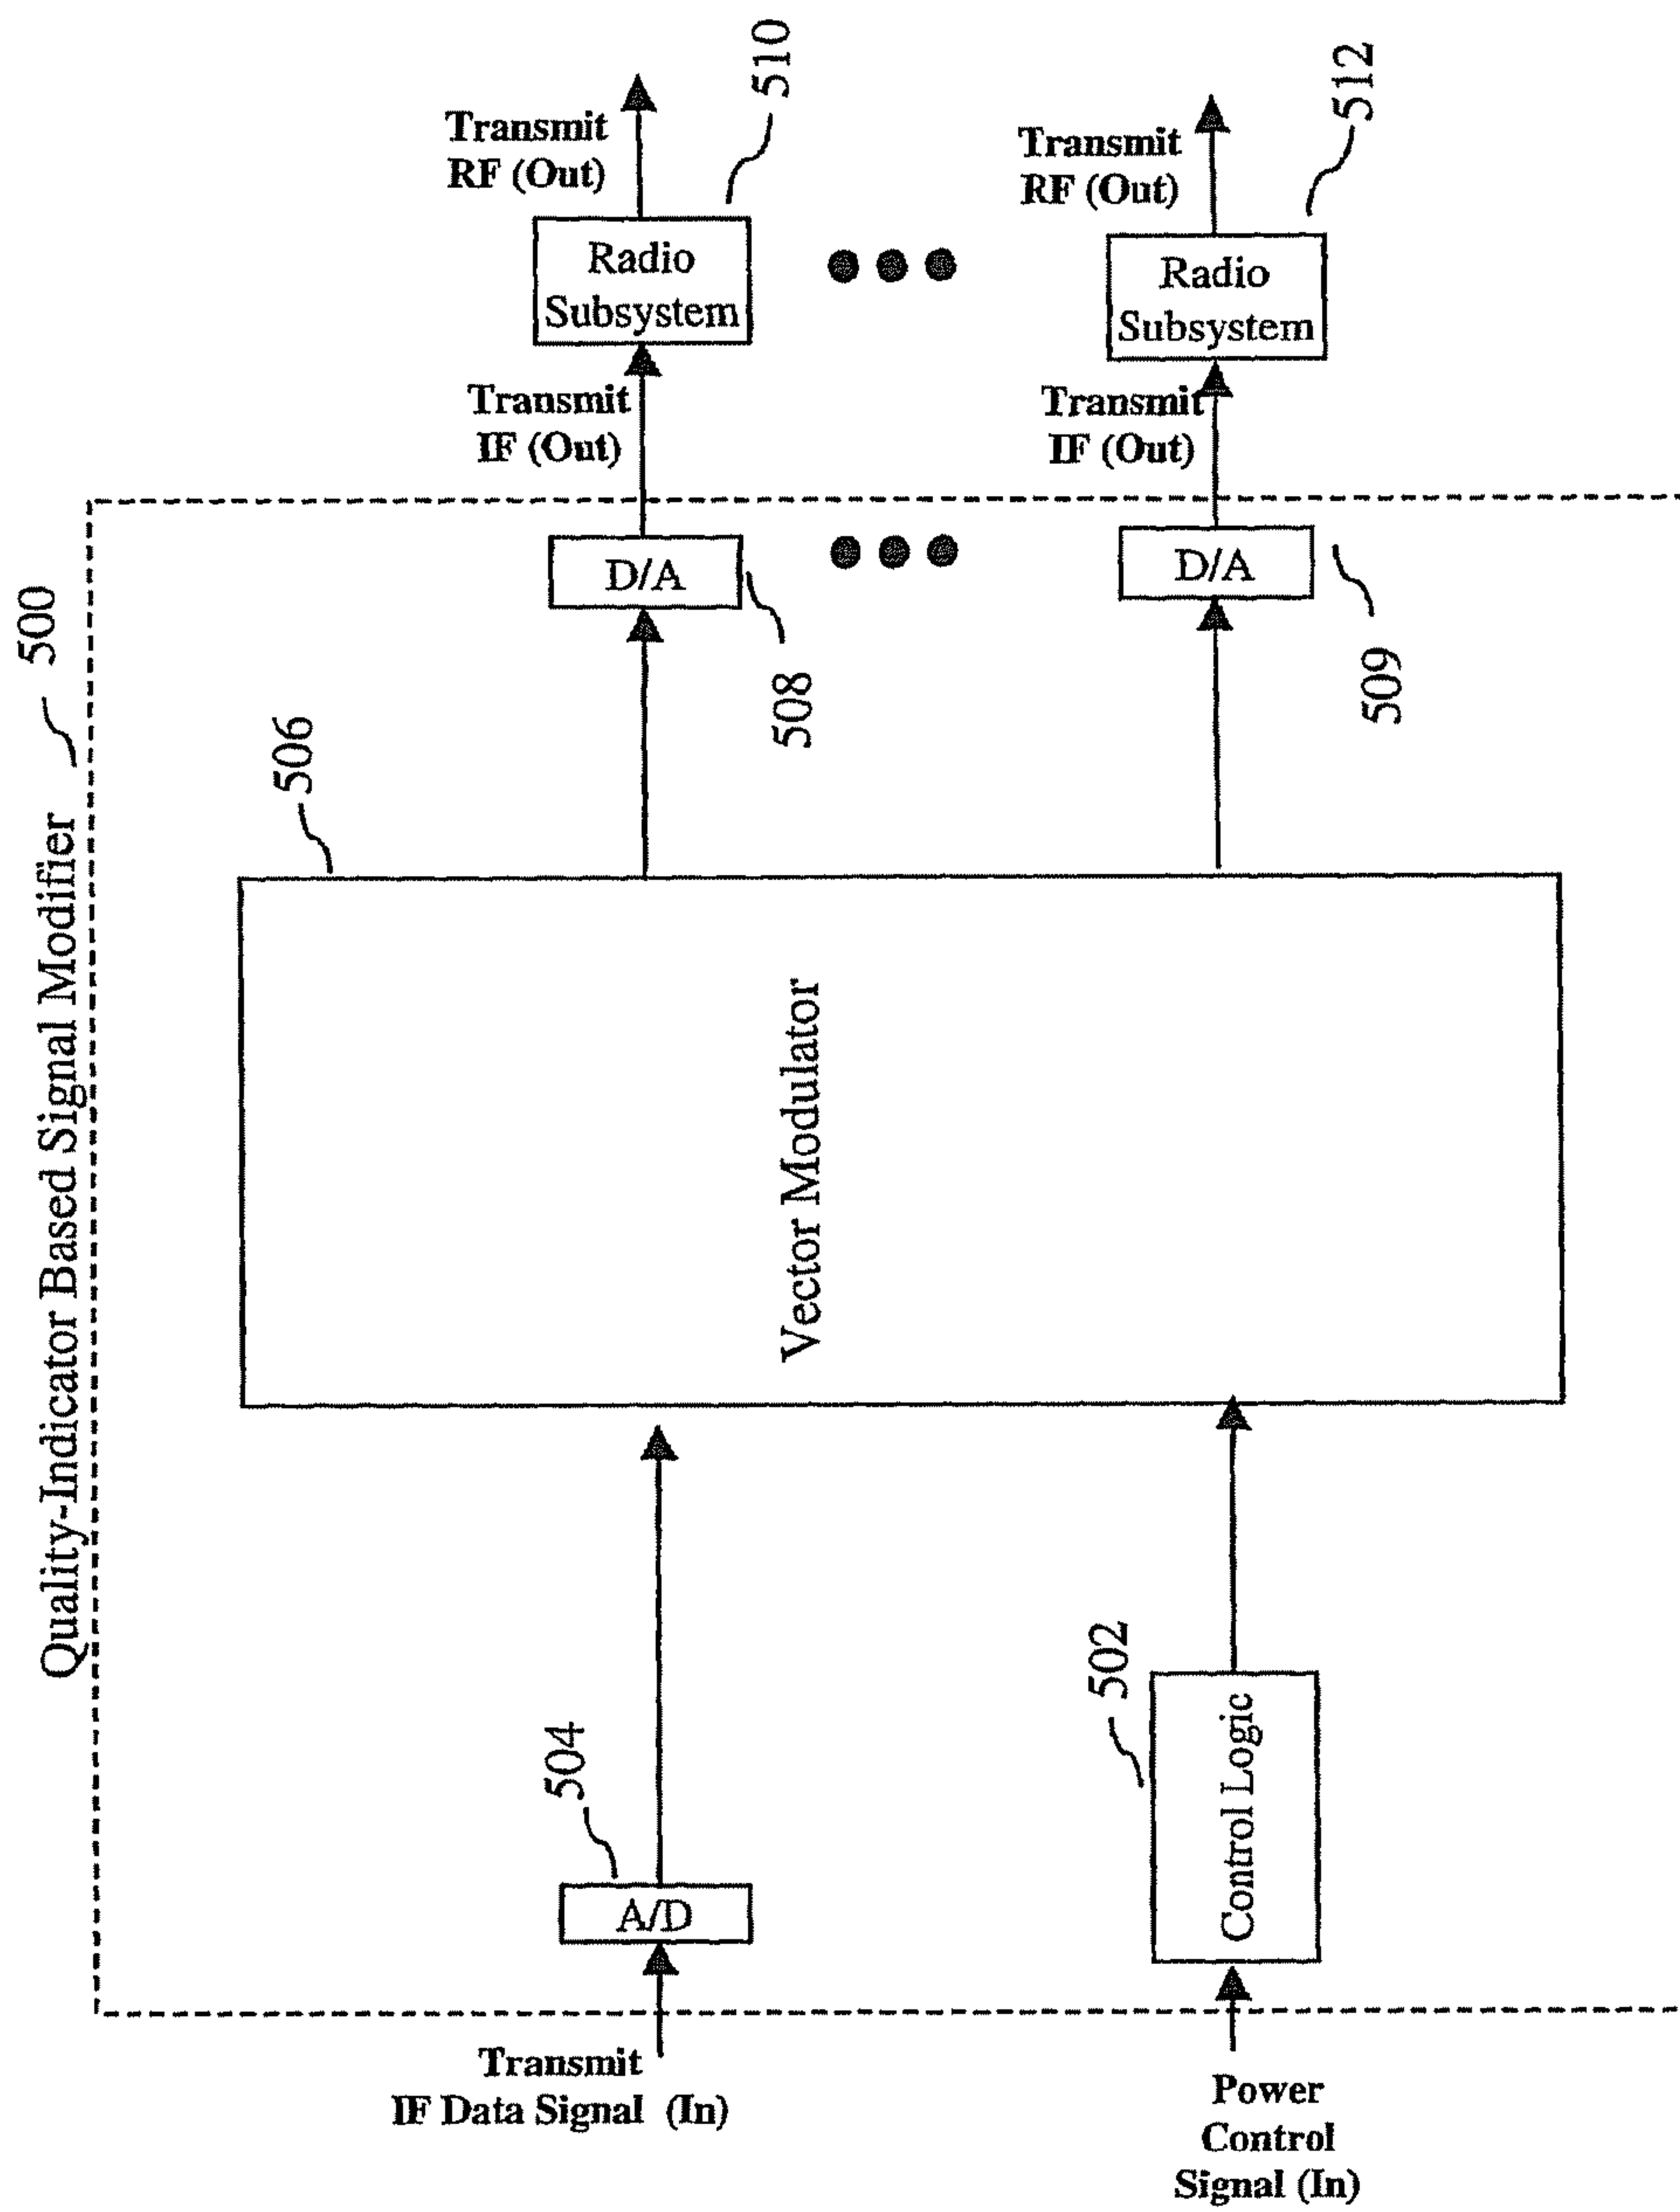 Quality-Indicator Based Signal Modifier
500
Transmit
RF (Out)
510
Transmit
RF (Out)
512
Radio
Subsystem
Radio
Subsystem
Transmit
IF (Out)
Transmit
IF (Out)
D/A
508
D/A
509
506
Vector Modulator
504
A/D
502
Control Logic
Transmit
IF Data Signal (In)
Power
Control
Signal (In)